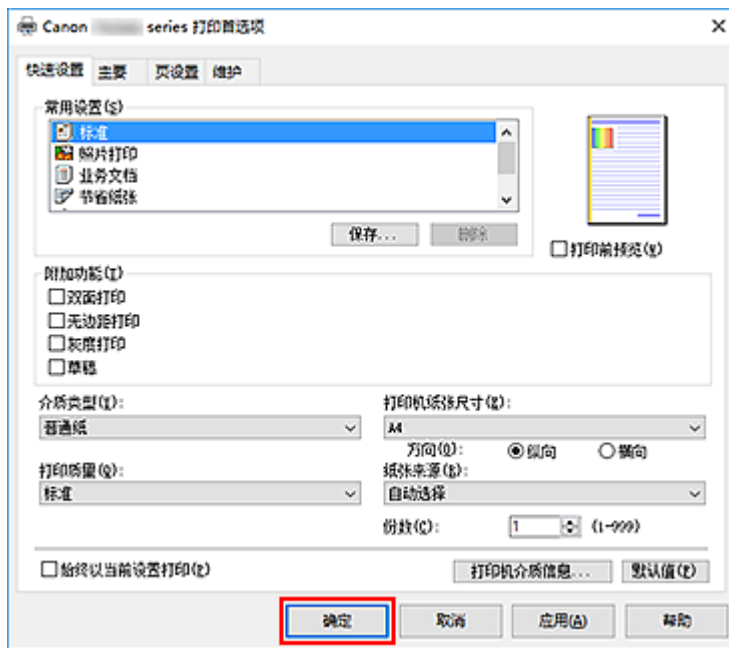 Canon series 打印首选项
快速设置 主要 页设置 维护
常用设置(S)
标准
照片打印
业务文档
节省纸张
保存... 删除
打印前预览(V)
附加功能(T)
双面打印
无边距打印
灰度打印
草稿
介质类型(I): 打印机纸张尺寸(Z):
普通纸 A4
方向(O): 纵向 横向
打印质量(Q): 纸张来源(B):
标准 自动选择
份数(C): 1 (1-999)
始终以当前设置打印(R)
打印机介质信息... 默认值(F)
确定 取消 应用(A) 帮助